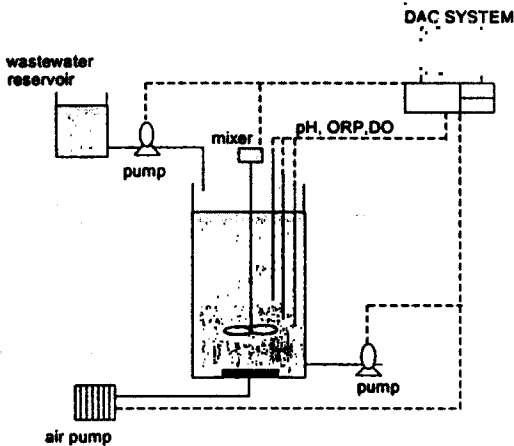 DAC SYSTEM
wastewater
reservoir
pH, ORP,DO
mixer
pump
pump
air pump